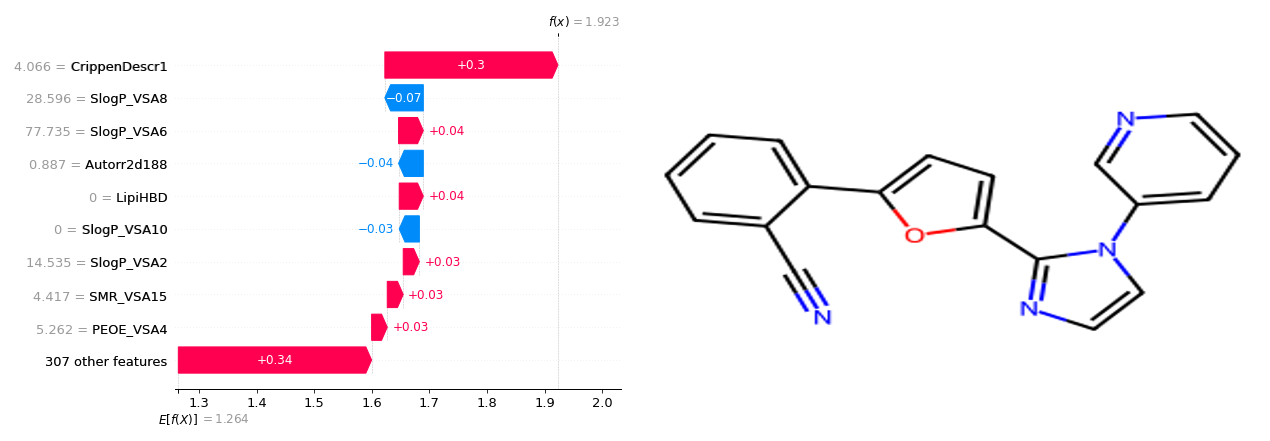 f(x) = 1.923
4.066 = CrippenDescr1
+0.3
28.596 = SlogP_VSA8
−0.07
77.735 = SlogP_VSA6
+0.04
0.887 = Autorr2d188
−0.04
0 = LipiHBD
+0.04
0 = SlogP_VSA10
−0.03
14.535 = SlogP_VSA2
+0.03
4.417 = SMR_VSA15
+0.03
5.262 = PEOE_VSA4
+0.03
307 other features
+0.34
1.3 1.4 1.5 1.6 1.7 1.8 1.9 2.0
E[f(X)] = 1.264
N
O
N
N
N